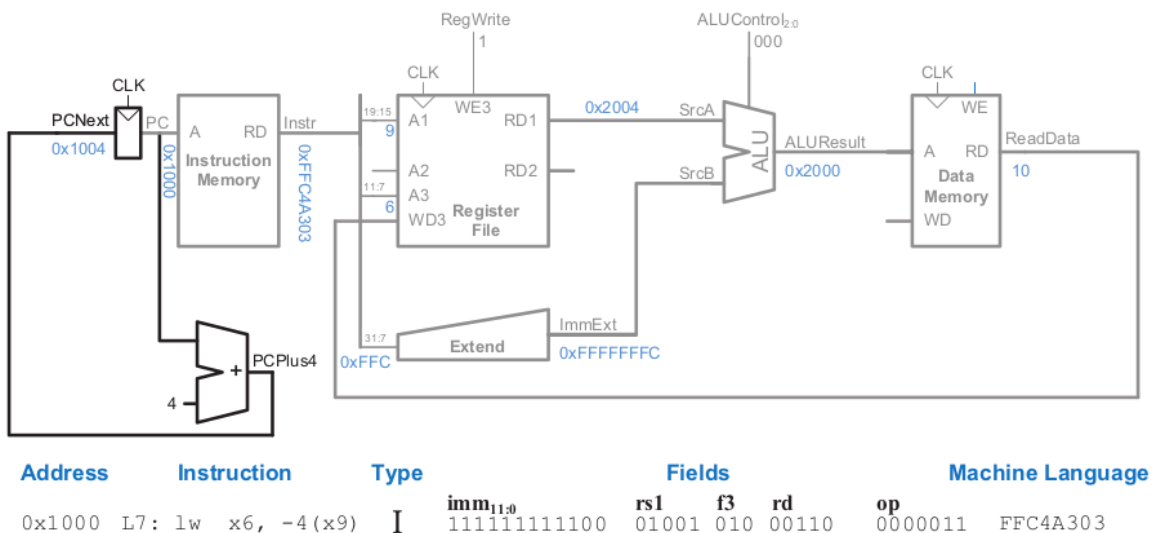 RegWrite
1
ALUControl2:0
000
CLK
CLK
CLK
PCNext
0x1004
PC
0x1000
A
RD
Instruction
Memory
Instr
0xFFC4A303
19:15
9
A1
WE3
RD1
0x2004
SrcA
A2
RD2
11:7
6
A3
WD3
Register
File
SrcB
ALU
ALUResult
0x2000
WE
A
RD
Data
Memory
WD
ReadData
10
31:7
0xFFC
Extend
ImmExt
0xFFFFFFFC
+
PCPlus4
4
Address Instruction Type Fields Machine Language
imm11:0 rs1 f3 rd op
0x1000 L7: lw x6, -4(x9) I 111111111100 01001 010 00110 0000011 FFC4A303